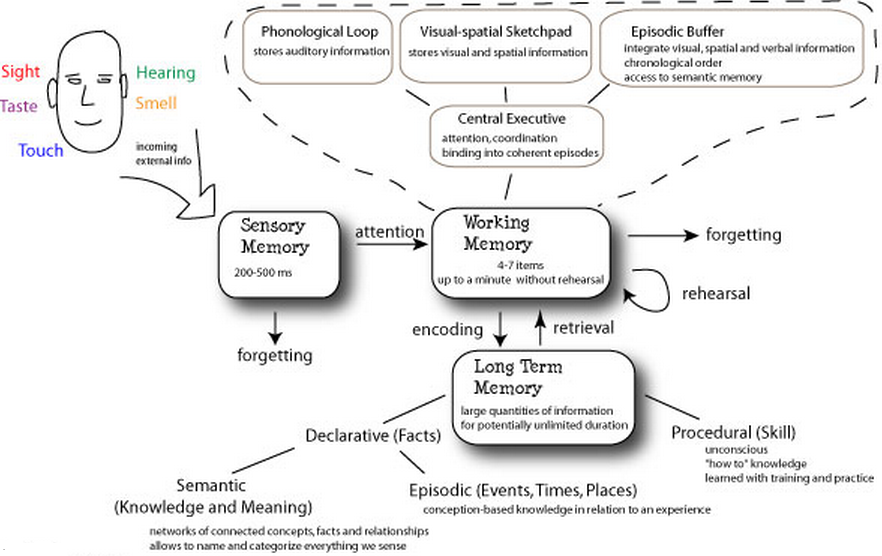 Phonological Loop
stores auditory information
Visual-spatial Sketchpad
stores visual and spatial information
Episodic Buffer
integrate visual, spatial and verbal information
chronological order
access to semantic memory
Sight
Hearing
Taste
Smell
Touch
incoming
external info
Central Executive
attention, coordination
binding into coherent episodes
Sensory
Memory
200-500 ms
attention
Working
Memory
4-7 items
up to a minute without rehearsal
forgetting
rehearsal
forgetting
encoding
retrieval
Long Term
Memory
large quantities of information
for potentially unlimited duration
Declarative (Facts)
Procedural (Skill)
unconscious
"how to" knowledge
learned with training and practice
Semantic
(Knowledge and Meaning)
networks of connected concepts, facts and relationships
allows to name and categorize everything we sense
Episodic (Events, Times, Places)
conception-based knowledge in relation to an experience